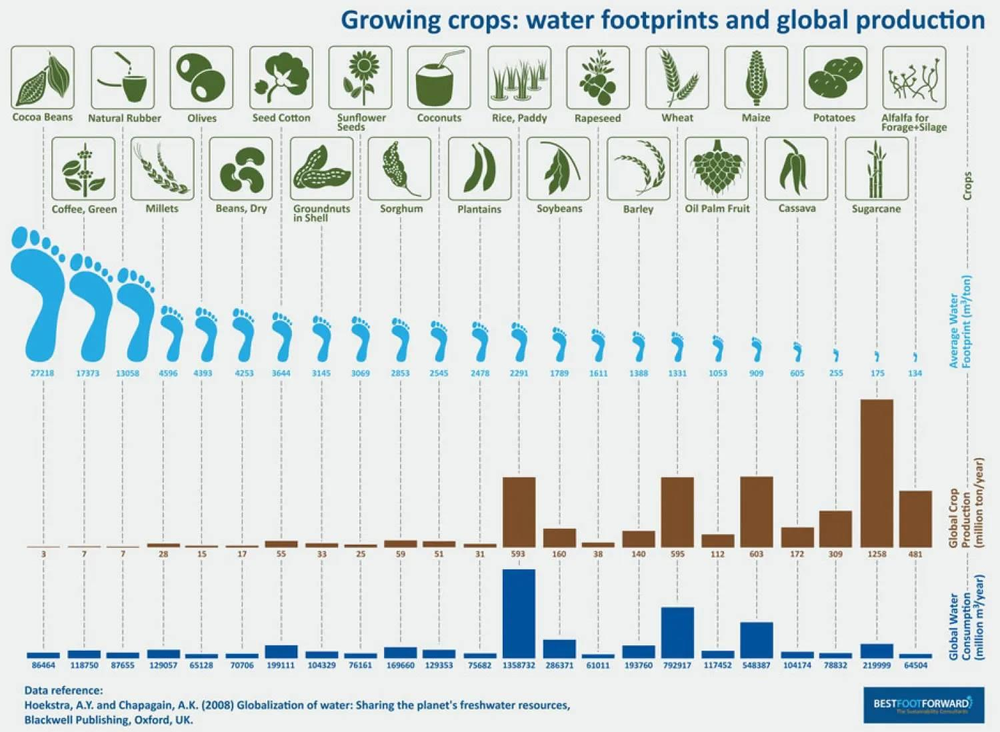 Growing crops: water footprints and global production
Cocoa Beans
Natural Rubber
Olives
Seed Cotton
Sunflower
Seeds
Coconuts
Rice, Paddy
Rapeseed
Wheat
Maize
Potatoes
Alfalfa for
Forage+Silage
Coffee, Green
Millets
Beans, Dry
Groundnuts
in Shell
Sorghum
Plantains
Soybeans
Barley
Oil Palm Fruit
Cassava
Sugarcane
Crops
27218 17373 13058 4596 4393 4253 3644 3145 3069 2853 2545 2478 2291 1789 1611 1388 1331 1053 909 605 255 175 134
Average Water
Footprint (m³/ton)
3 7 7 28 15 17 55 33 25 59 51 31 593 160 38 140 595 112 603 172 309 1258 481
Global Crop
Production
(million ton/year)
86464 118750 87655 129057 65128 70706 199111 104329 76161 169660 129353 75682 1358732 286371 61011 193760 792917 117452 548387 104174 78832 219999 64504
Global Water
Consumption
(million m³/year)
Data reference:
Hoekstra, A.Y. and Chapagain, A.K. (2008) Globalization of water: Sharing the planet's freshwater resources,
Blackwell Publishing, Oxford, UK.
BESTFOOTFORWARD
The Sustainability Consultants